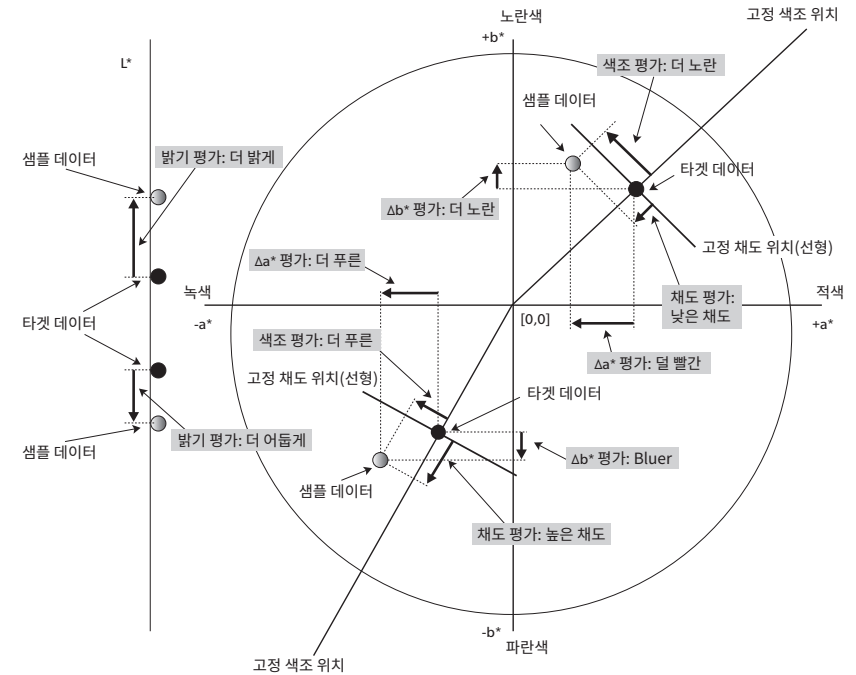 노란색
고정 색조 위치
+b*
L*
색조 평가: 더 노란
샘플 데이터
샘플 데이터
밝기 평가: 더 밝게
타겟 데이터
Δb* 평가: 더 노란
고정 채도 위치(선형)
Δa* 평가: 더 푸른
녹색
채도 평가:
낮은 채도
적색
-a*
[0,0]
+a*
타겟 데이터
색조 평가: 더 푸른
Δa* 평가: 덜 빨간
고정 채도 위치(선형)
타겟 데이터
밝기 평가: 더 어둡게
샘플 데이터
Δb* 평가: Bluer
샘플 데이터
채도 평가: 높은 채도
-b*
파란색
고정 색조 위치